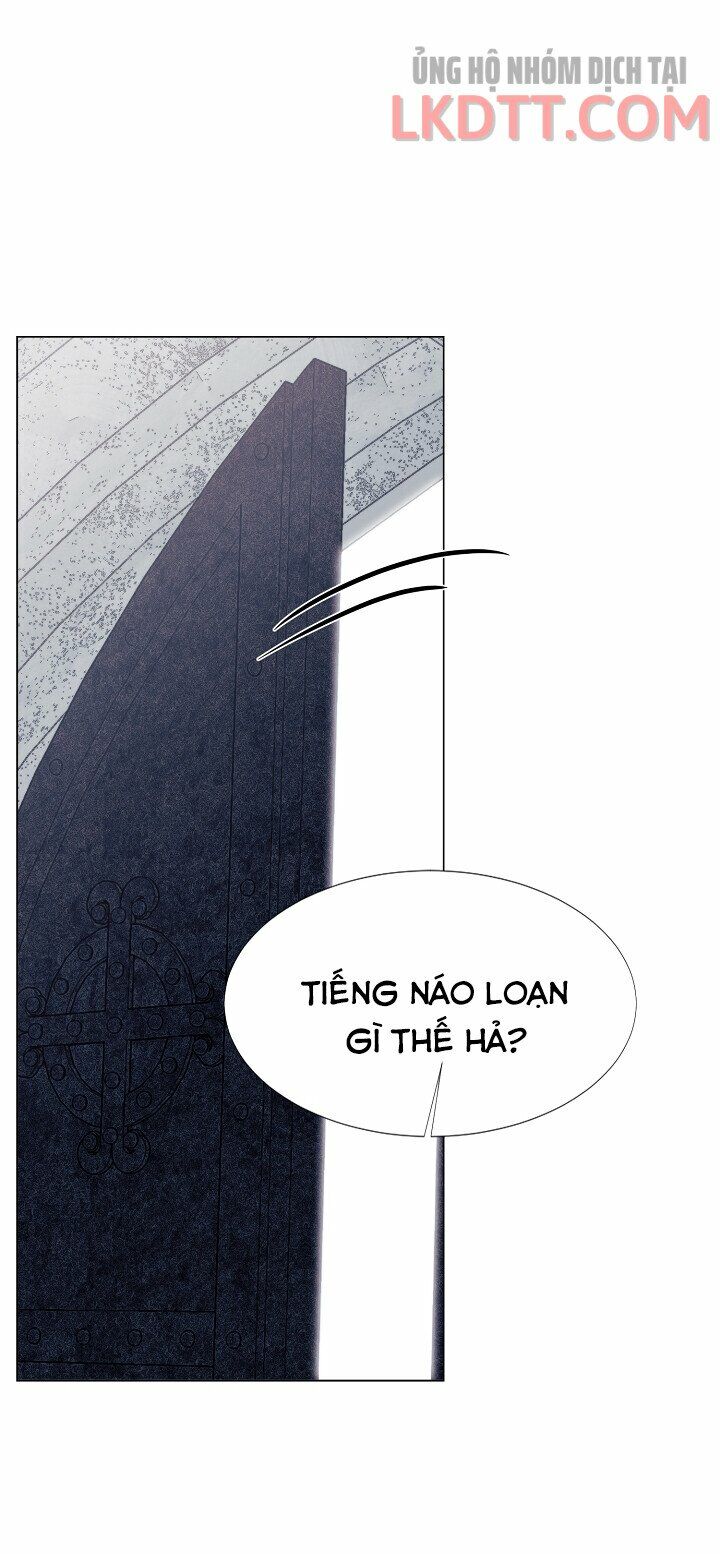 ỦNG HỘ NHÓM DỊCH TẠI
LKDTT.COM
TIẾNG NÁO LOẠN
GÌ THẾ HẢ?